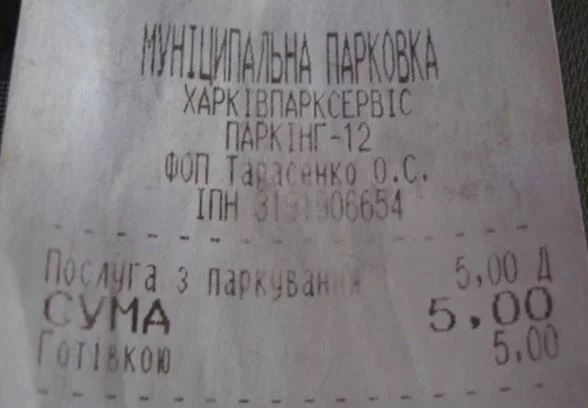 МУНІЦИПАЛЬНА ПАРКОВКА
ХАРКІВПАРКСЕРВІС
ПАРКІНГ-12
ФОП Тарасенко О.С.
ІПН
Послуга з паркування 5,00 Д
СУМА 5,00
Готівкою 5,00